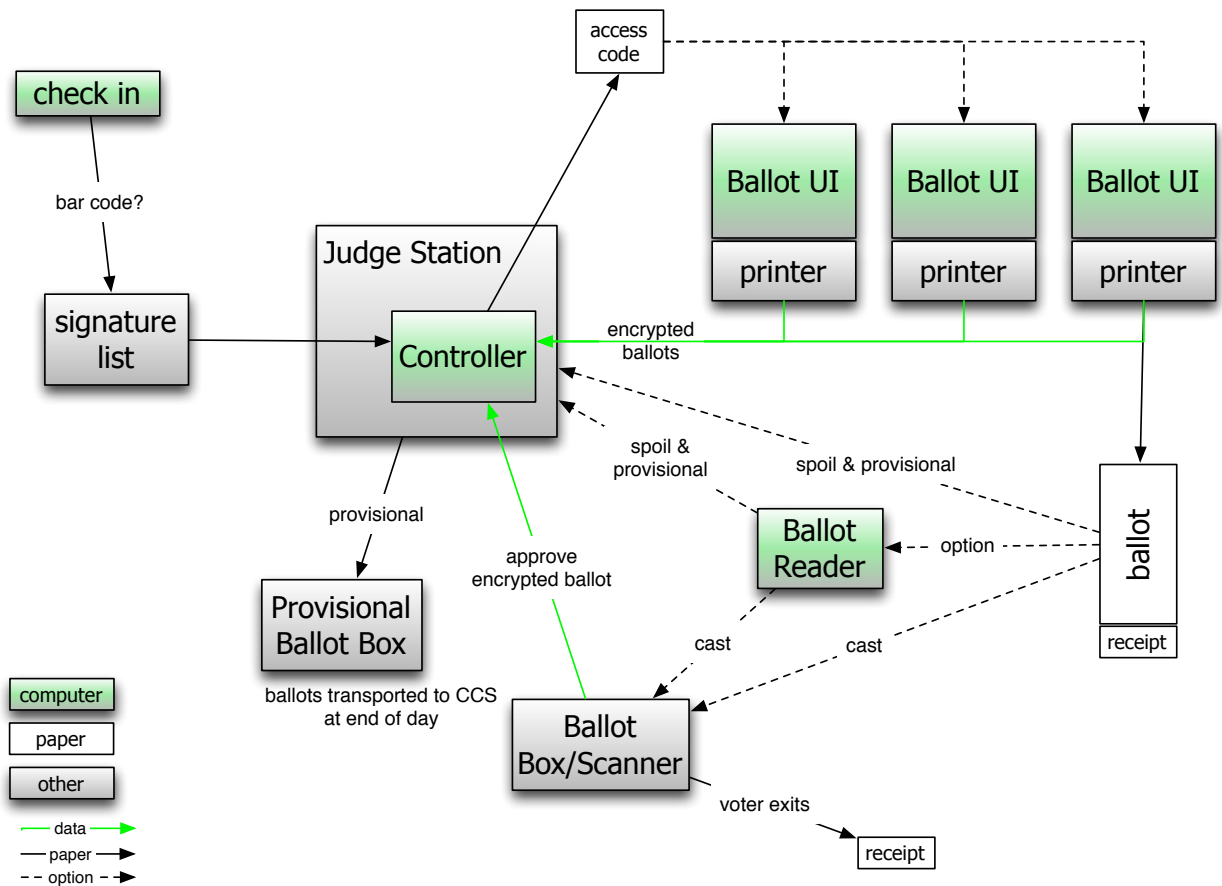 access
code
check in
Ballot UI
Ballot UI
Ballot UI
bar code?
Judge Station
printer
printer
printer
signature
list
Controller
encrypted
ballots
spoil &
provisional
spoil & provisional
provisional
ballot
Ballot
Reader
option
approve
encrypted ballot
Provisional
Ballot Box
cast
cast
receipt
ballots transported to CCS
at end of day
computer
paper
other
Ballot
Box/Scanner
voter exits
receipt
data
paper
option